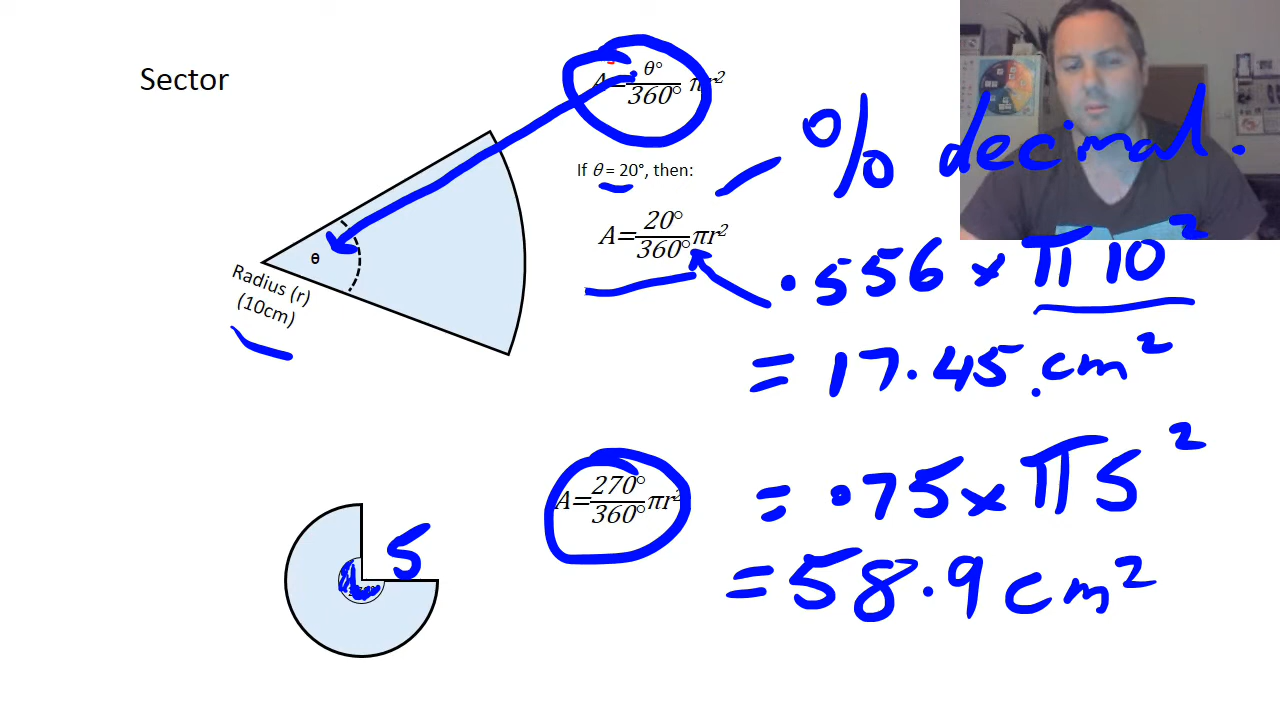 Sector
A=θ°/360° πr²
If θ = 20°, then:
% decimal.
A=20°/360° πr²
θ
Radius (r)
(10cm)
.556 x π 10²
= 17.45 cm²
A=270°/360° πr²
= .75 x π5²
5
= 58.9 cm²